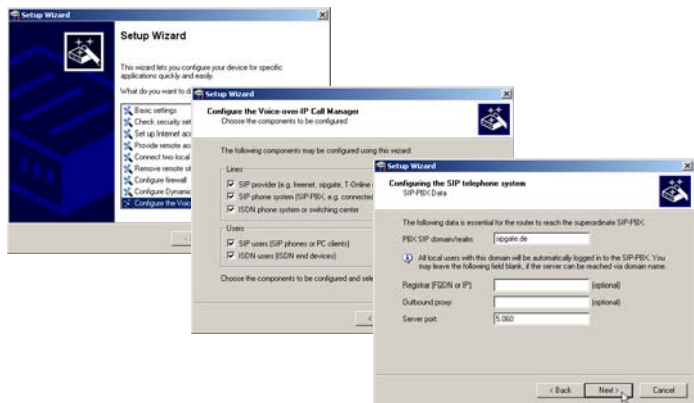 Setup Wizard
Setup Wizard
This wizard lets you configure your device for specific
applications quickly and easily.
What do you want to d
Basic settings
Check security set
Set up Internet acc
Provide remote ac
Connect two local
Remove remote sit
Configure firewall
Configure Dynamic
Configure the Voic
Setup Wizard
Configure the Voice-over-IP Call Manager
Choose the components to be configured
The following components may be configured using this wizard.
Lines
SIP provider (e.g. freenet, sipgate, T-Online
SIP phone system (SIP-PBX, e.g. connected
ISDN phone system or switching center
Users
SIP users (SIP phones or PC clients)
ISDN users (ISDN end devices)
Choose the components to be configured and sele
<
Setup Wizard
Configuring the SIP telephone system
SIP-PBX Data
The following data is essential for the router to reach the superordinate SIP-PBX.
PBX SIP domain/realm: sipgate.de
All local users with this domain will be automatically logged in to the SIP-PBX. You
may leave the following field blank, if the server can be reached via domain name.
Registrar (FQDN or IP): (optional)
Outbound proxy: (optional)
Server port: 5.060
< Back Next > Cancel